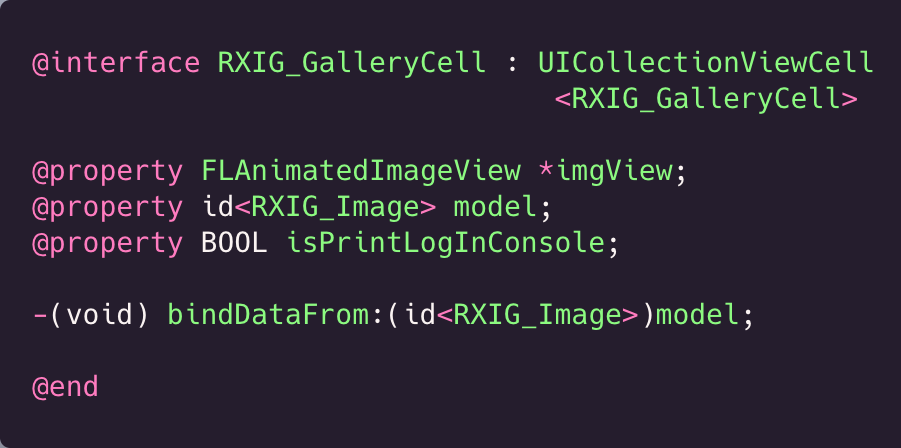 @interface RXIG_GalleryCell : UICollectionViewCell
<RXIG_GalleryCell>
@property FLAnimatedImageView *imgView;
@property id<RXIG_Image> model;
@property BOOL isPrintLogInConsole;
-(void) bindDataFrom:(id<RXIG_Image>)model;
@end